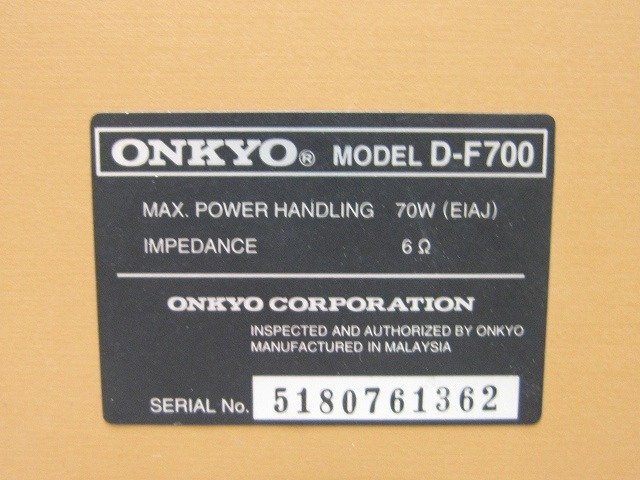 ONKYO® MODEL D-F700
MAX. POWER HANDLING 70W (EIAJ)
IMPEDANCE 6 Ω
ONKYO CORPORATION
INSPECTED AND AUTHORIZED BY ONKYO
MANUFACTURED IN MALAYSIA
SERIAL No. 5180761362